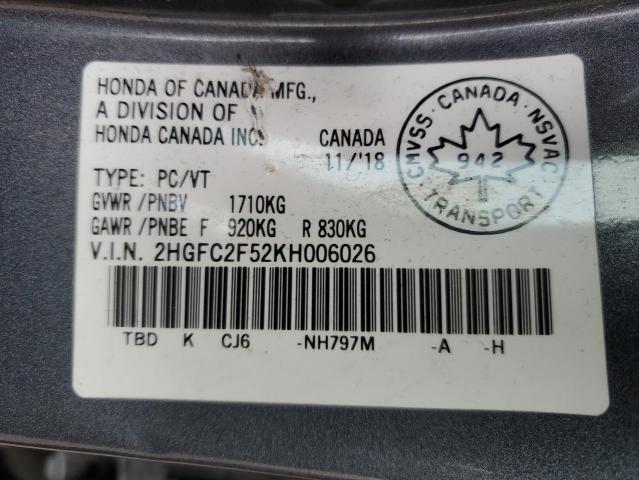 HONDA OF CANADA MFG.,
A DIVISION OF
HONDA CANADA INC. CANADA
11/'18
TYPE: PC/VT
GVWR /PNBV 1710KG
GAWR /PNBE F 920KG R 830KG
V.I.N. 2HGFC2F52KH006026
TBD K CJ6 -NH797M -A -H
CMVSS · CANADA · NSVAC
942
TRANSPORT